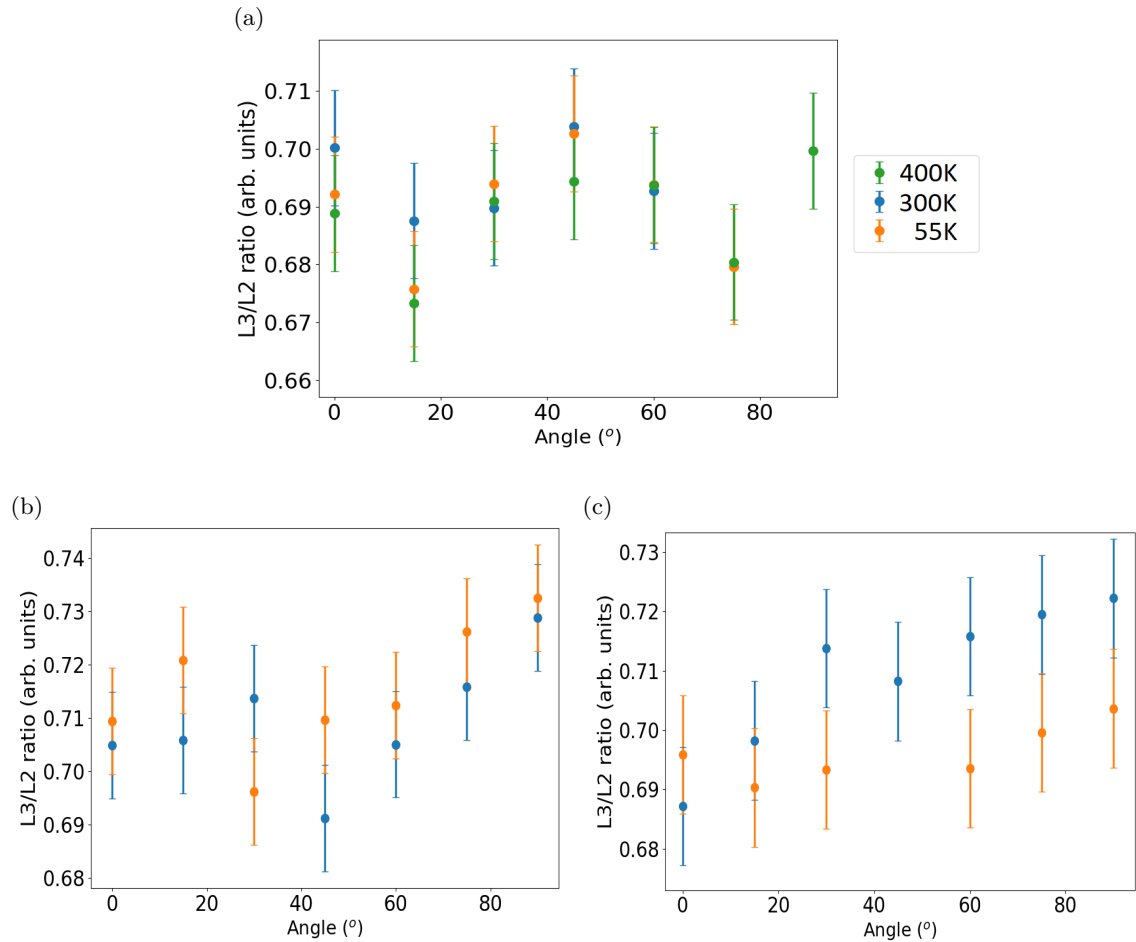 (a)
L3/L2 ratio (arb. units)
0.71
0.70
0.69
0.68
0.67
0.66
0 20 40 60 80
Angle (°)
400K
300K
55K
(b)
L3/L2 ratio (arb. units)
0.74
0.73
0.72
0.71
0.70
0.69
0.68
0 20 40 60 80
Angle (°)
(c)
L3/L2 ratio (arb. units)
0.73
0.72
0.71
0.70
0.69
0.68
0 20 40 60 80
Angle (°)